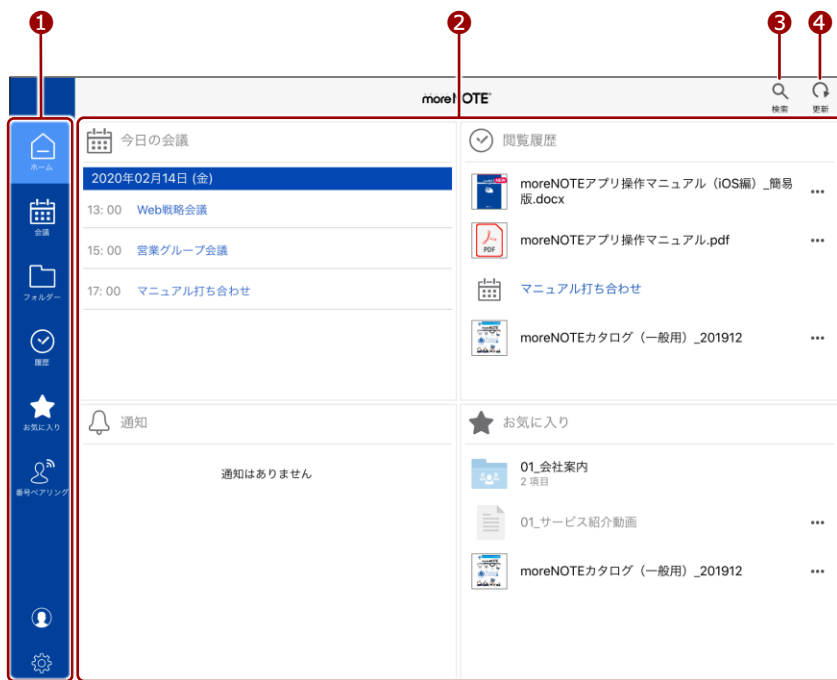 1
2
3
4
moreNOTE
検索
更新
ホーム
会議
フォルダー
履歴
お気に入り
番号ペアリング
今日の会議
2020年02月14日 (金)
13:00 Web戦略会議
15:00 営業グループ会議
17:00 マニュアル打ち合わせ
閲覧履歴
moreNOTEアプリ操作マニュアル（iOS編）_簡易
版.docx
PDF
moreNOTEアプリ操作マニュアル.pdf
マニュアル打ち合わせ
moreNOTEカタログ（一般用）_201912
通知
通知はありません
お気に入り
01_会社案内
2 項目
01_サービス紹介動画
moreNOTEカタログ（一般用）_201912